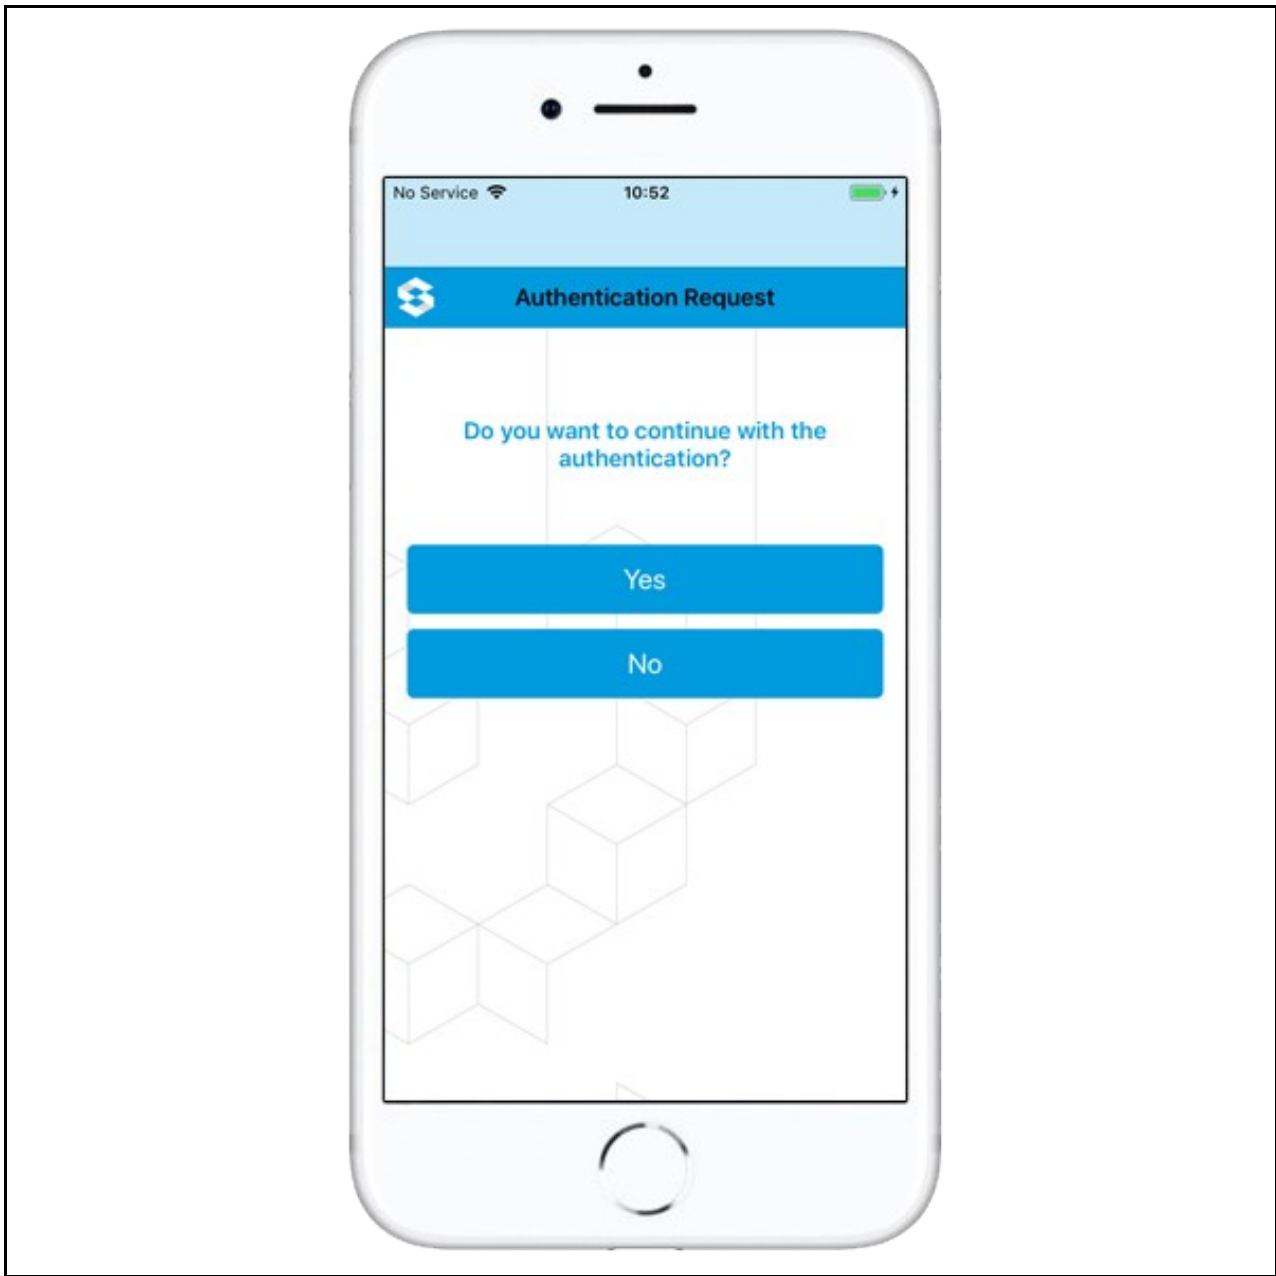 No Service
10:52
Authentication Request
Do you want to continue with the
authentication?
Yes
No